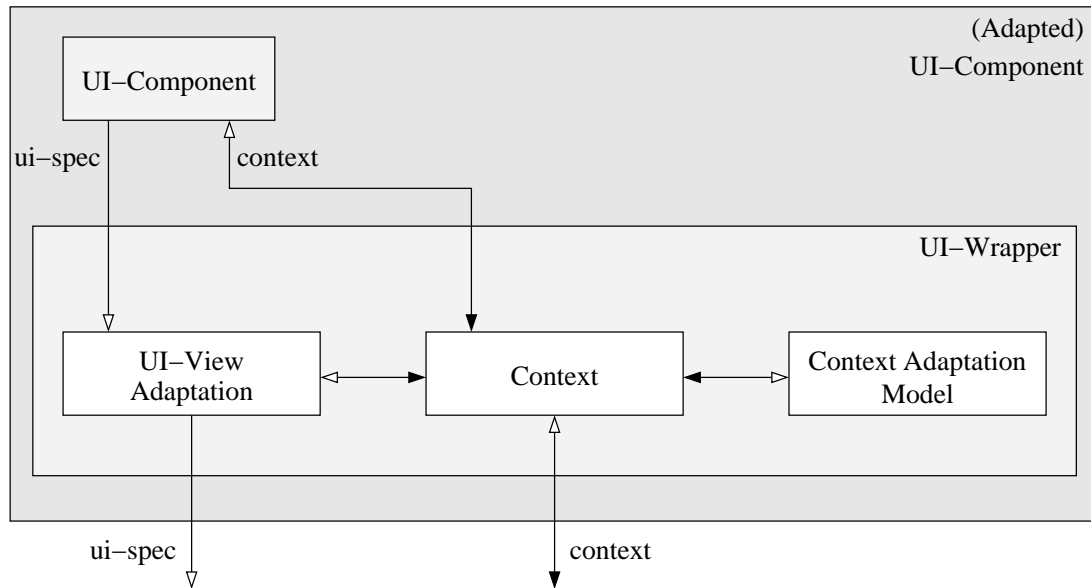 (Adapted)
UI−Component
UI−Component
ui−spec
context
UI−Wrapper
UI−View
Adaptation
Context
Context Adaptation
Model
ui−spec
context